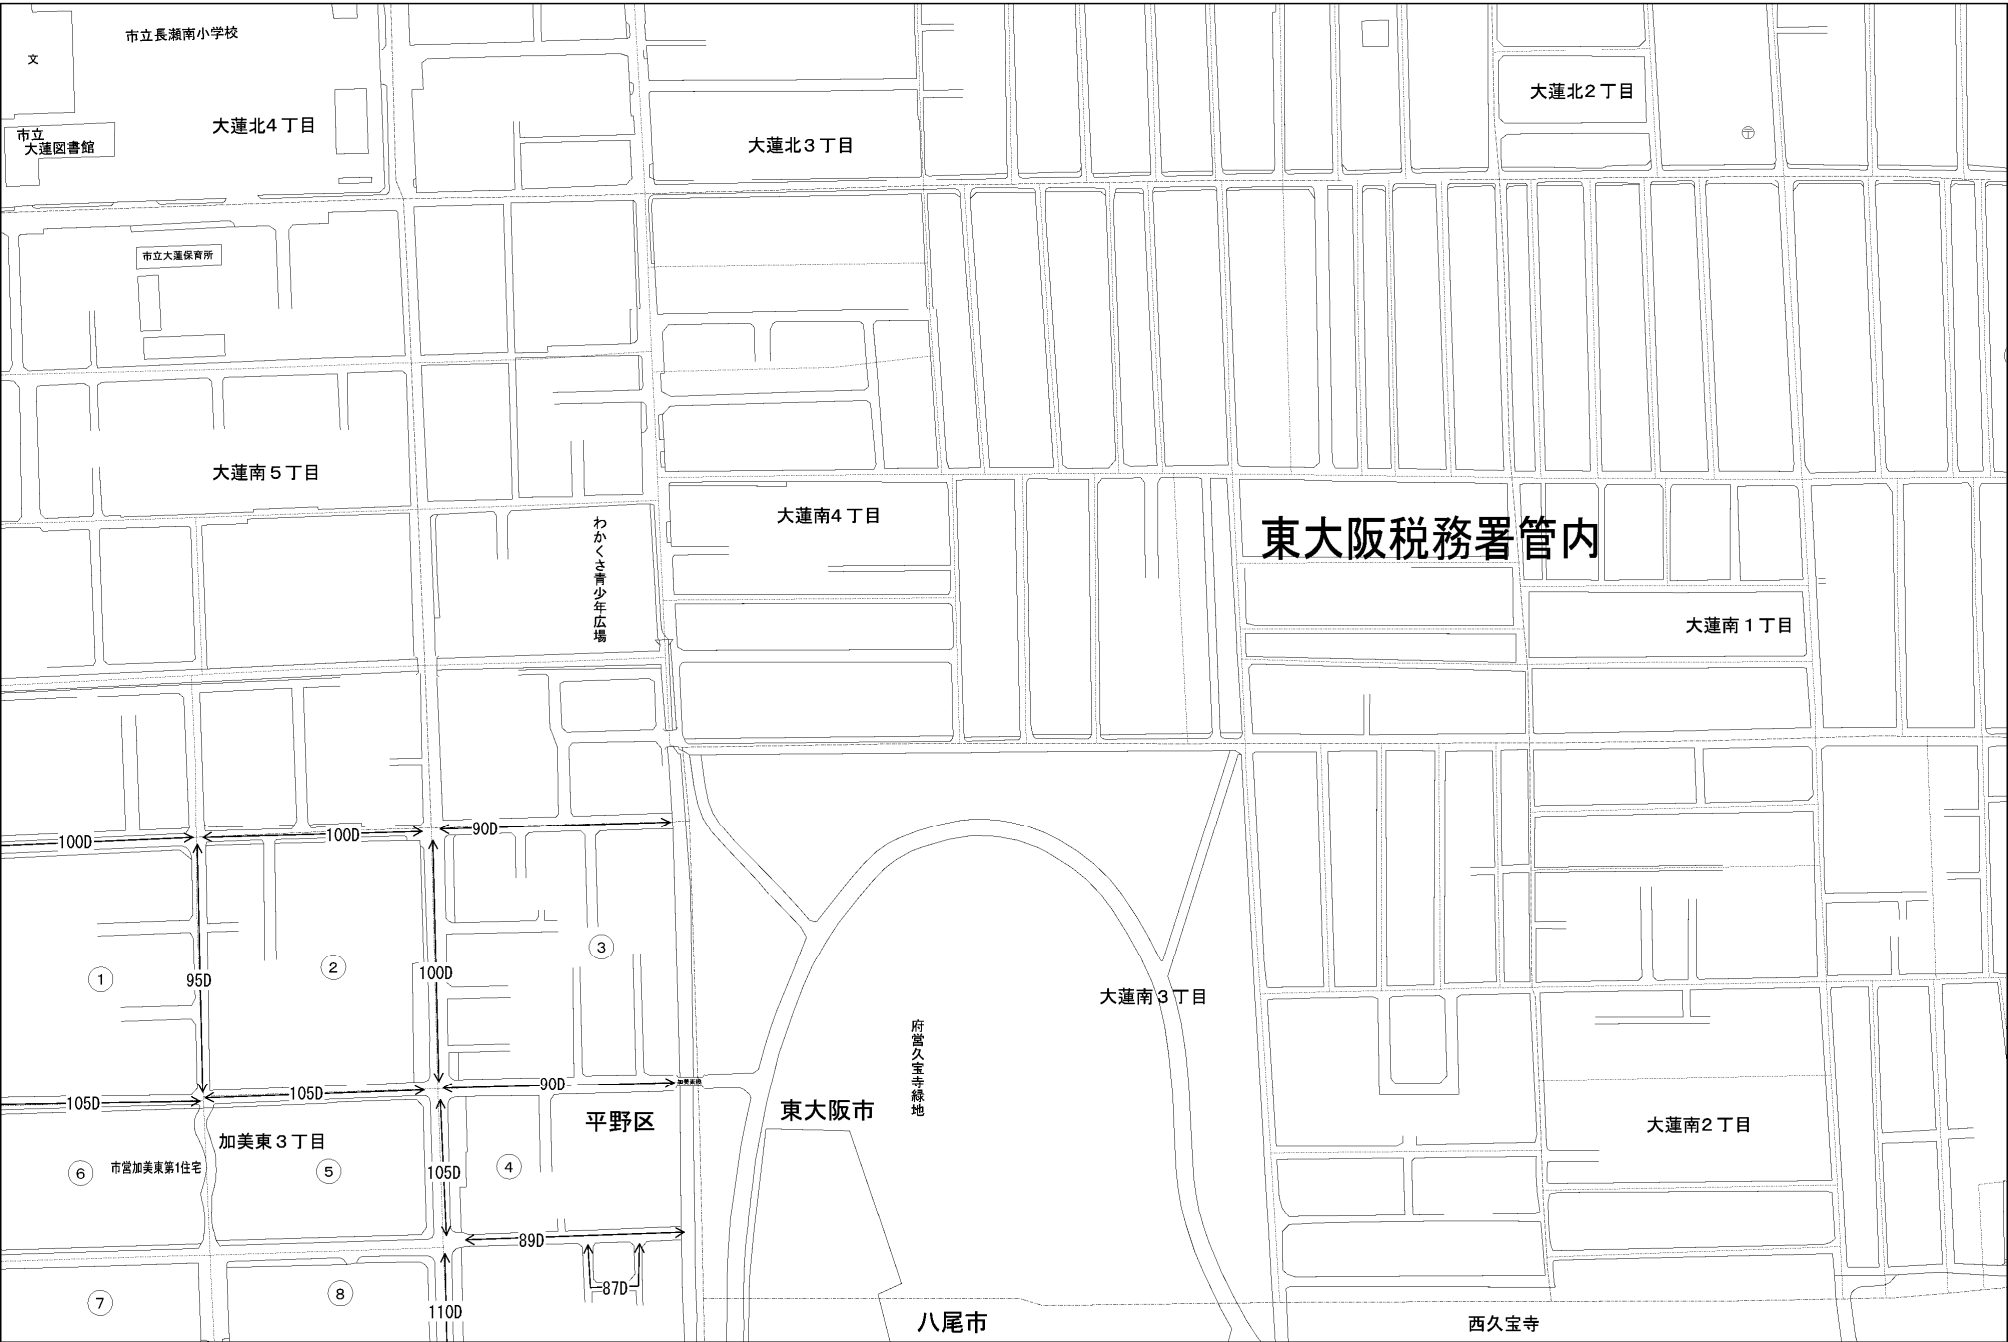 市立長瀬南小学校
文
大蓮北2丁目
大蓮北4丁目
市立
大蓮図書館
大蓮北3丁目
〒
市立大蓮保育所
大蓮南5丁目
大蓮南4丁目
わかくさ青少年広場
東大阪税務署管内
大蓮南1丁目
100D
100D
90D
③
②
①
100D
95D
大蓮南3丁目
府営久宝寺緑地
90D
105D
105D
平野区
東大阪市
大蓮南2丁目
加美東3丁目
⑥
市営加美東第1住宅
⑤
105D
④
89D
87D
⑧
⑦
110D
八尾市
西久宝寺